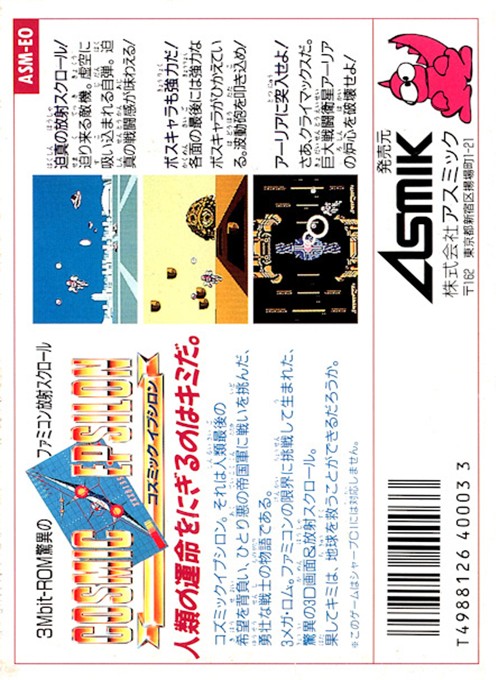 3Mbit-ROM驚異の ファミコン放射スクロール
COSMIC EPSILON
コスミックイプシロン
人類の運命をにぎるのはキミだ。
コズミックイプシロン。それは人類最後の
希望を背負い、ひとり悪の帝国軍に戦いを挑んだ、
勇壮な戦士の物語である。
3メガ・ロム。ファミコンの限界に挑戦して生まれた、
驚異の3D画面&放射スクロール。
果してキミは、地球を救うことができるだろうか。
※このゲームはシャープC1には対応しません。
ASM-EO
迫真の放射スクロール!
迫り来る敵機。虚空に
吸い込まれる自弾。迫
真の戦闘感が味わえる!
ボスキャラも強力だ!
各面の最後には強力な
ボスキャラがひかえてい
る。波動砲を叩き込め!
アーリアに突入せよ!
さあ、クライマックスだ。
巨大戦闘衛星アーリア
の炉心を破壊せよ!
発売元
ASMIK
株式会社アスミック
〒162 東京都新宿区揚場町1-21
T4988126 400033